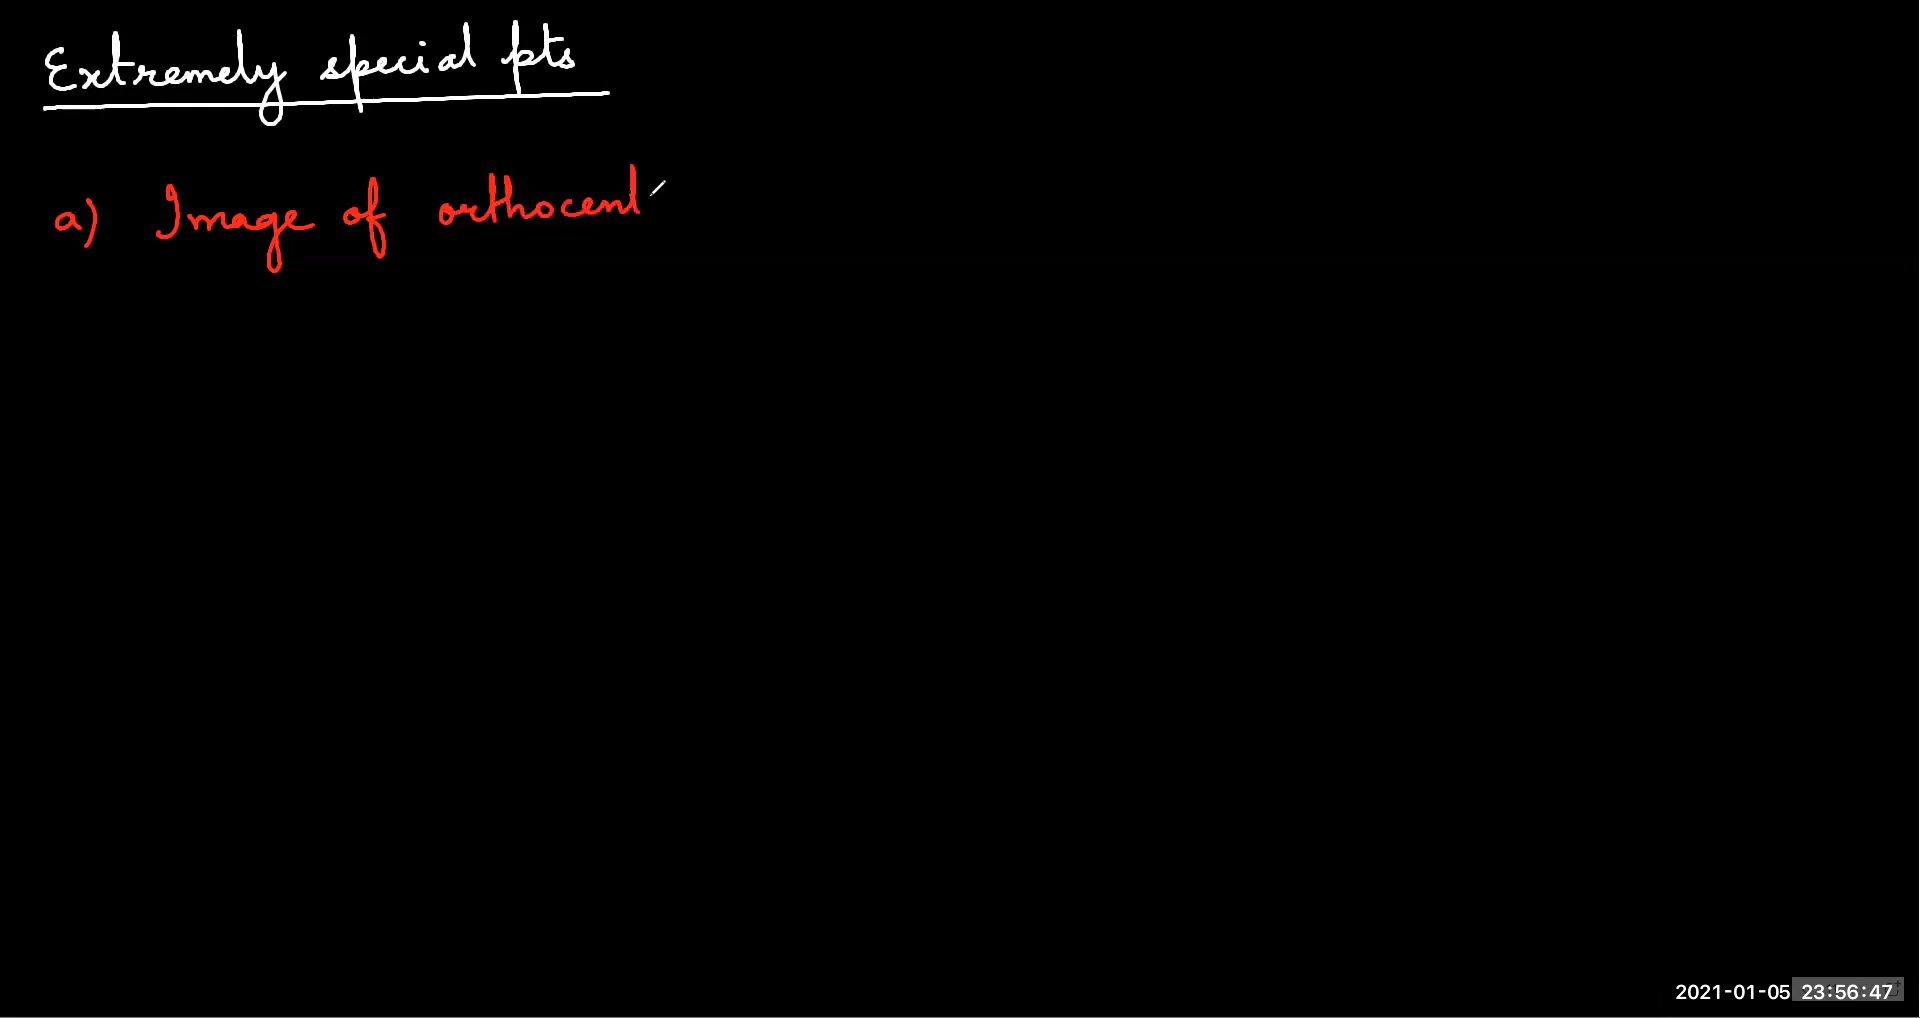 Extremely special pts
a) Image of orthocent
2021-01-05 23:56:47